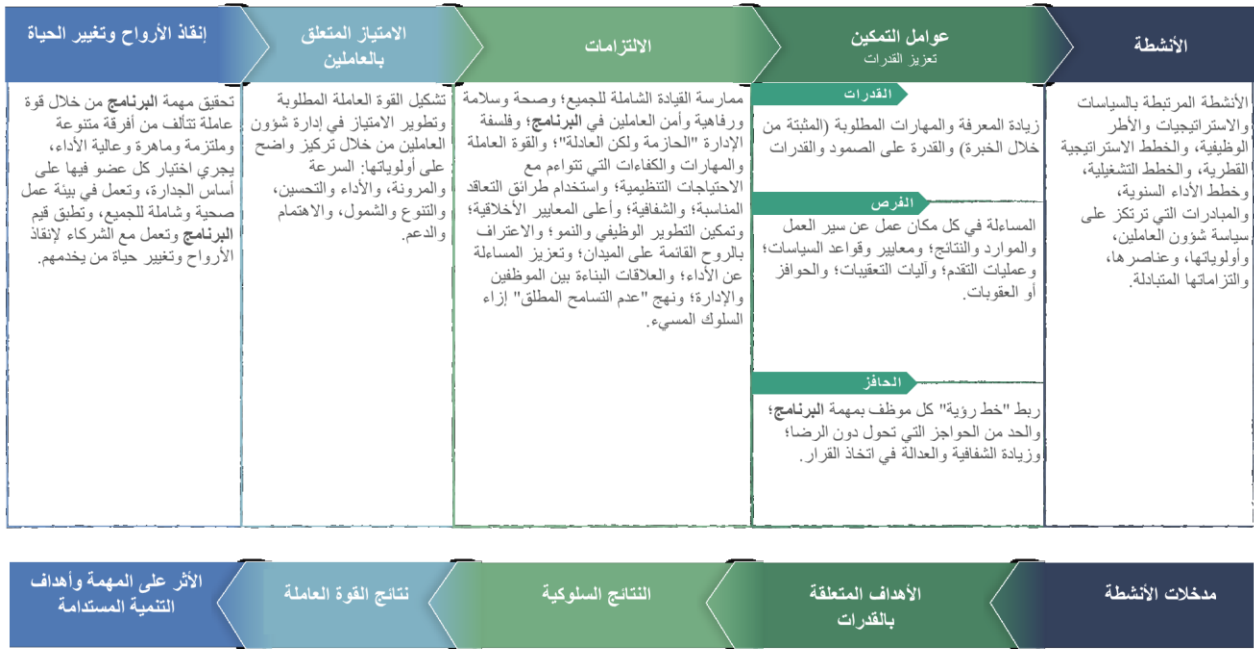 الأنشطة
عوامل التمكين
تعزيز القدرات
الالتزامات
الامتياز المتعلق
بالعاملين
إنقاذ الأرواح وتغيير الحياة
الأنشطة المرتبطة بالسياسات
والاستراتيجيات والأطر
الوظيفية، والخطط الاستراتيجية
القطرية، والخطط التشغيلية،
وخطط الأداء السنوية،
والمبادرات التي ترتكز على
سياسة شؤون العاملين،
وأولوياتها، وعناصرها،
والتزاماتها المتبادلة.
القدرات
زيادة المعرفة والمهارات المطلوبة (المثبتة من
خلال الخبرة) والقدرة على الصمود والقدرات
الفرص
المساءلة في كل مكان عمل عن سير العمل
والموارد والنتائج؛ ومعايير وقواعد السياسات؛
وعمليات التقدم؛ وآليات التعقيبات؛ والحوافز
أو العقوبات.
الحافز
ربط "خط رؤية" كل موظف بمهمة البرنامج؛
والحد من الحواجز التي تحول دون الرضا؛
وزيادة الشفافية والعدالة في اتخاذ القرار.
ممارسة القيادة الشاملة للجميع؛ وصحة وسلامة
ورفاهية وأمن العاملين في البرنامج؛ وفلسفة
الإدارة "الحازمة ولكن العادلة"؛ والقوة العاملة
والمهارات والكفاءات التي تتواءم مع
الاحتياجات التنظيمية؛ واستخدام طرائق التعاقد
المناسبة؛ والشفافية؛ وأعلى المعايير الأخلاقية؛
وتمكين التطوير الوظيفي والنمو؛ والاعتراف
بالروح القائمة على الميدان؛ وتعزيز المساءلة
عن الأداء؛ والعلاقات البناءة بين الموظفين
والإدارة؛ ونهج "عدم التسامح المطلق" إزاء
السلوك المسيء.
تشكيل القوة العاملة المطلوبة
وتطوير الامتياز في إدارة شؤون
العاملين من خلال تركيز واضح
على أولوياتها: السرعة
والمرونة، والأداء والتحسين،
والتنوع والشمول، والاهتمام
والدعم.
تحقيق مهمة البرنامج من خلال قوة
عاملة تتألف من أفرقة متنوعة
وملتزمة وماهرة وعالية الأداء،
يجري اختيار كل عضو فيها على
أساس الجدارة، وتعمل في بيئة عمل
صحية وشاملة للجميع، وتطبق قيم
البرنامج وتعمل مع الشركاء لإنقاذ
الأرواح وتغيير حياة من يخدمهم.
مدخلات الأنشطة
الأهداف المتعلقة
بالقدرات
النتائج السلوكية
نتائج القوة العاملة
الأثر على المهمة وأهداف
التنمية المستدامة